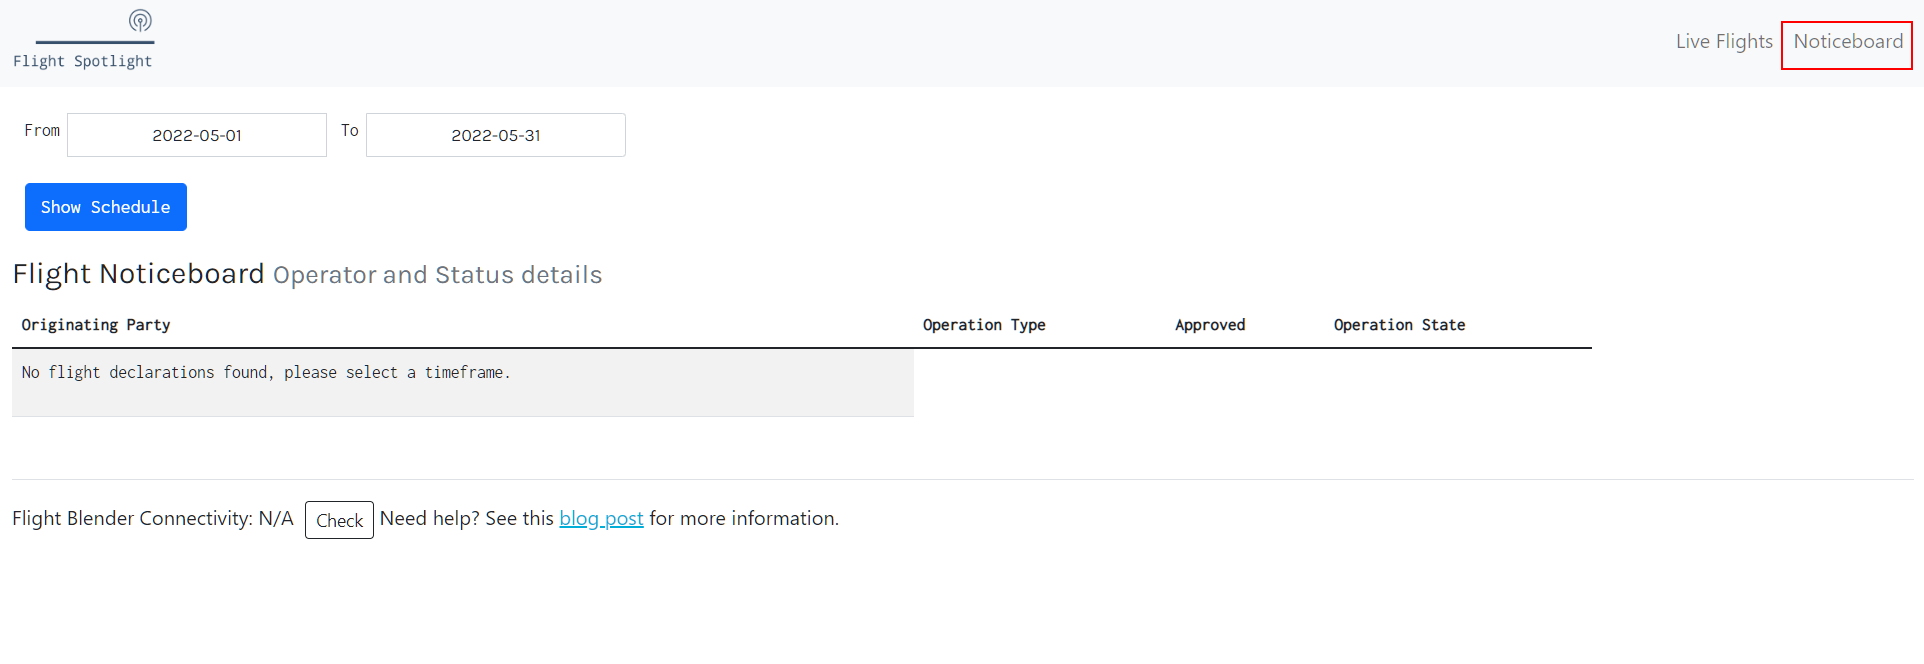 Flight Spotlight
Live Flights Noticeboard
From 2022-05-01 To 2022-05-31
Show Schedule
Flight Noticeboard Operator and Status details
Originating Party Operation Type Approved Operation State
No flight declarations found, please select a timeframe.
Flight Blender Connectivity: N/A Check Need help? See this blog post for more information.